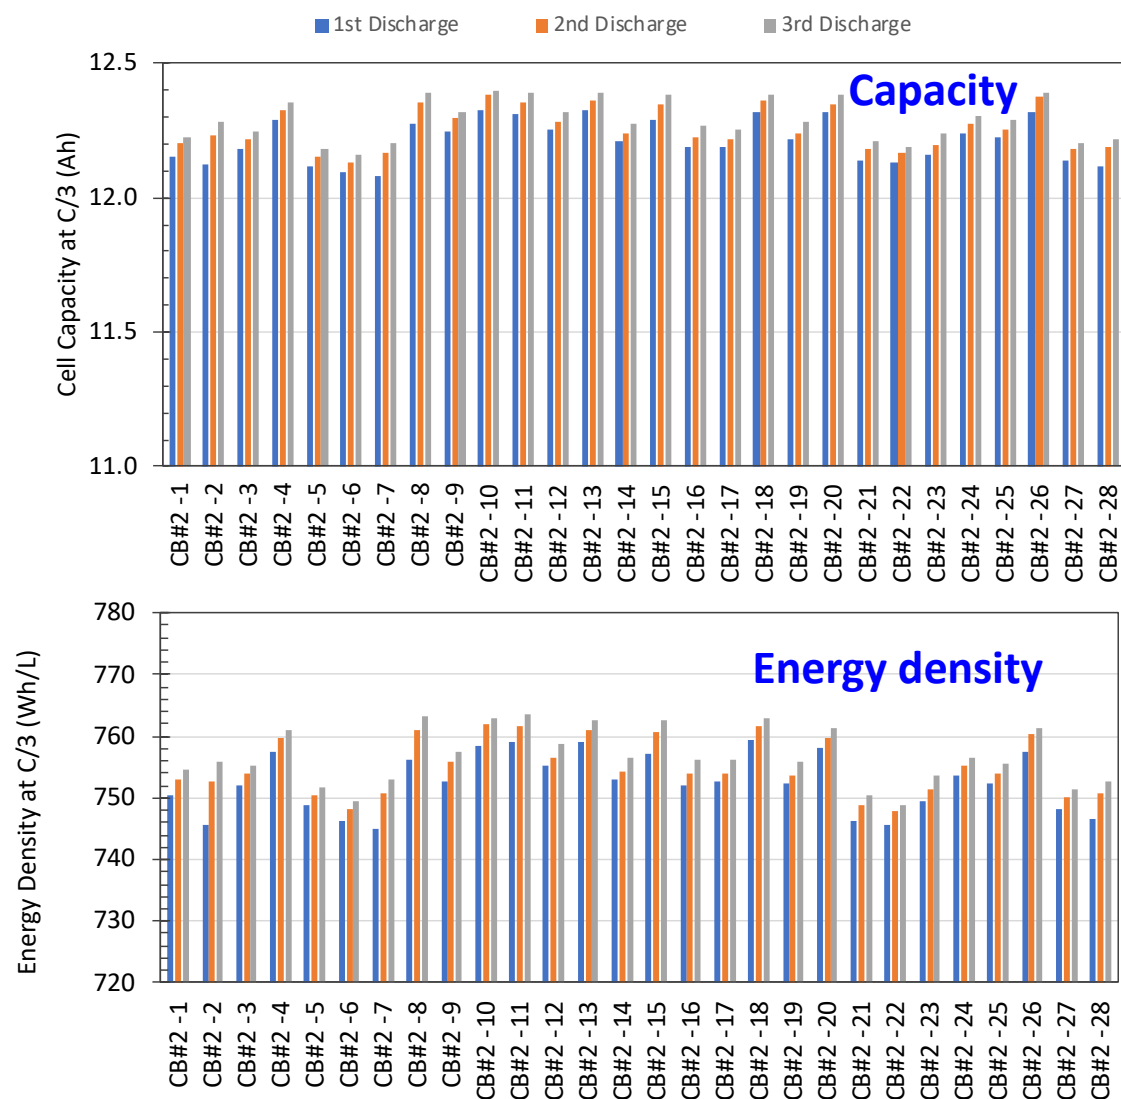 1st Discharge 2nd Discharge 3rd Discharge
Capacity
Cell Capacity at C/3 (Ah)
12.5
12.0
11.5
11.0
CB#2 -1
CB#2 -2
CB#2 -3
CB#2 -4
CB#2 -5
CB#2 -6
CB#2 -7
CB#2 -8
CB#2 -9
CB#2 -10
CB#2 -11
CB#2 -12
CB#2 -13
CB#2 -14
CB#2 -15
CB#2 -16
CB#2 -17
CB#2 -18
CB#2 -19
CB#2 -20
CB#2 -21
CB#2 -22
CB#2 -23
CB#2 -24
CB#2 -25
CB#2 -26
CB#2 -27
CB#2 -28
Energy density
Energy Density at C/3 (Wh/L)
780
770
760
750
740
730
720
CB#2 -1
CB#2 -2
CB#2 -3
CB#2 -4
CB#2 -5
CB#2 -6
CB#2 -7
CB#2 -8
CB#2 -9
CB#2 -10
CB#2 -11
CB#2 -12
CB#2 -13
CB#2 -14
CB#2 -15
CB#2 -16
CB#2 -17
CB#2 -18
CB#2 -19
CB#2 -20
CB#2 -21
CB#2 -22
CB#2 -23
CB#2 -24
CB#2 -25
CB#2 -26
CB#2 -27
CB#2 -28